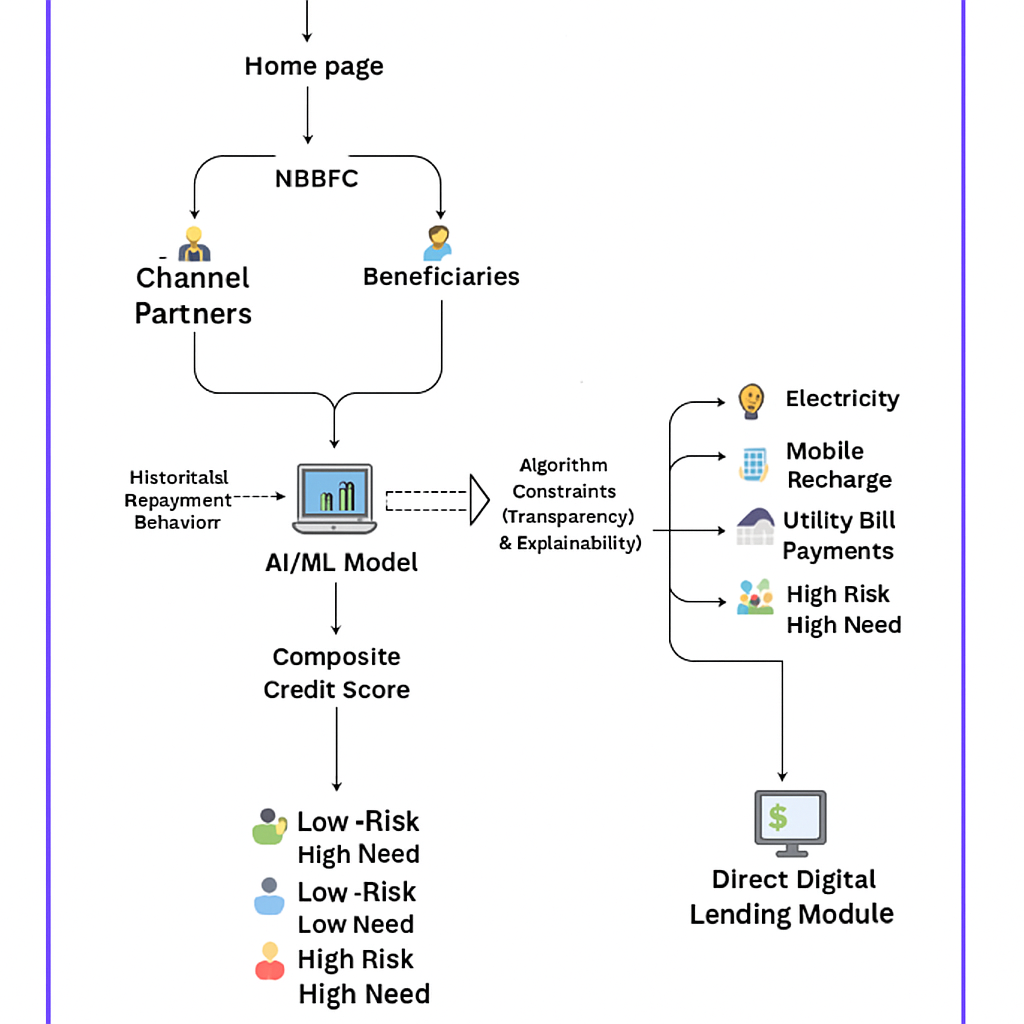 Home page
NBBFC
Channel
Partners
Beneficiaries
Historitalsl
Repayment
Behaviorr
AI/ML Model
Algorithm
Constraints
(Transparency)
& Explainability)
Electricity
Mobile
Recharge
Utility Bill
Payments
High Risk
High Need
Composite
Credit Score
Low -Risk
High Need
Low -Risk
Low Need
High Risk
High Need
$
Direct Digital
Lending Module